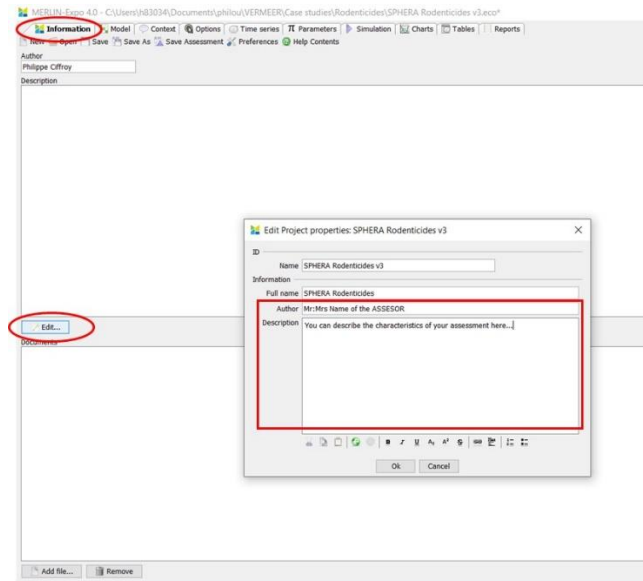 MERLIN-Expo 4.0 - C:\Users\h83034\Documents\philou\VERMEER\Case studies\Rodenticides\SPHERA Rodenticides v3.eco*
Information Model Context Options Time series Parameters Simulation Charts Tables Reports
New Open Save Save As Save Assessment Preferences Help Contents
Author
Philippe Ciffroy
Description
Edit Project properties: SPHERA Rodenticides v3
ID
Name SPHERA Rodenticides v3
Information
Full name SPHERA Rodenticides
Author Mr:Mrs Name of the ASSESOR
Description You can describe the characteristics of your assessment here...
Edit...
Documents
Ok Cancel
Add file... Remove